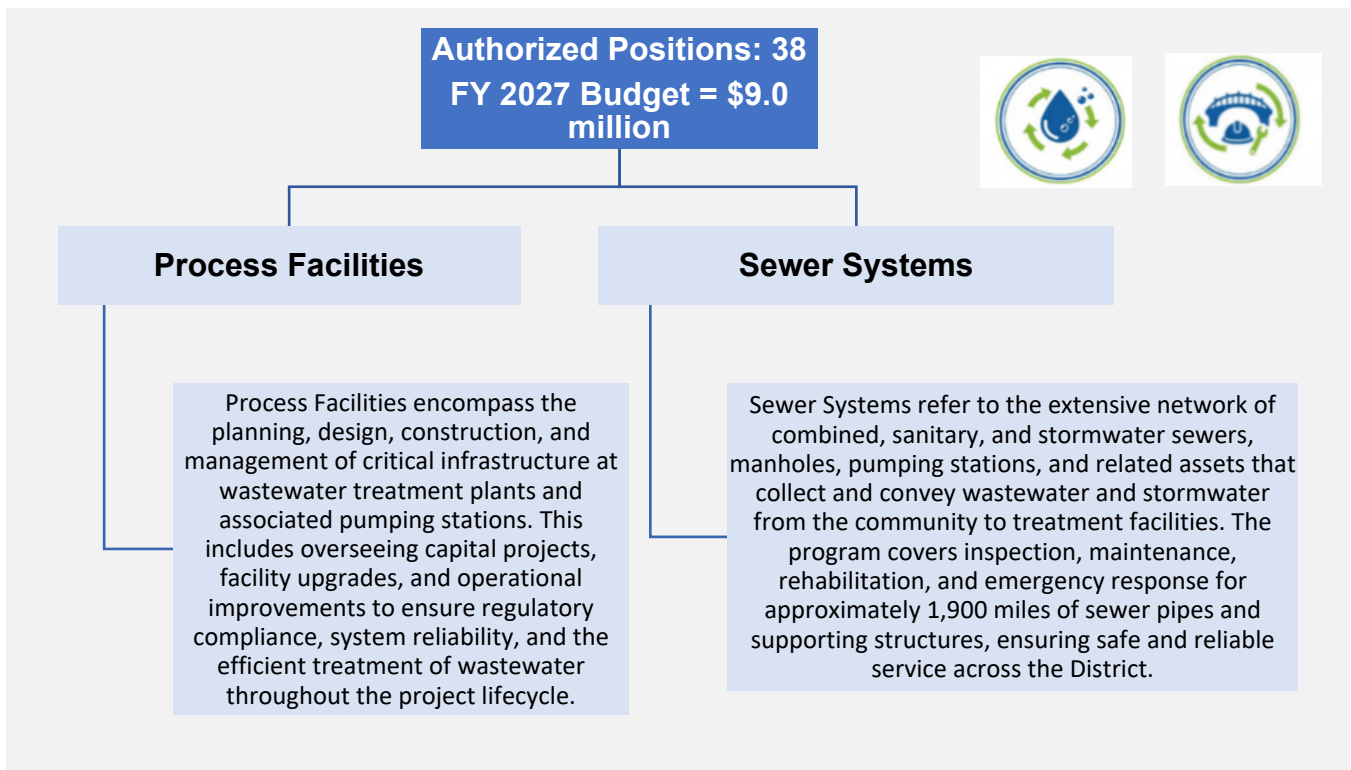 Authorized Positions: 38
FY 2027 Budget = $9.0
million
Process Facilities
Sewer Systems
Process Facilities encompass the
planning, design, construction, and
management of critical infrastructure at
wastewater treatment plants and
associated pumping stations. This
includes overseeing capital projects,
facility upgrades, and operational
improvements to ensure regulatory
compliance, system reliability, and the
efficient treatment of wastewater
throughout the project lifecycle.
Sewer Systems refer to the extensive network of
combined, sanitary, and stormwater sewers,
manholes, pumping stations, and related assets that
collect and convey wastewater and stormwater
from the community to treatment facilities. The
program covers inspection, maintenance,
rehabilitation, and emergency response for
approximately 1,900 miles of sewer pipes and
supporting structures, ensuring safe and reliable
service across the District.